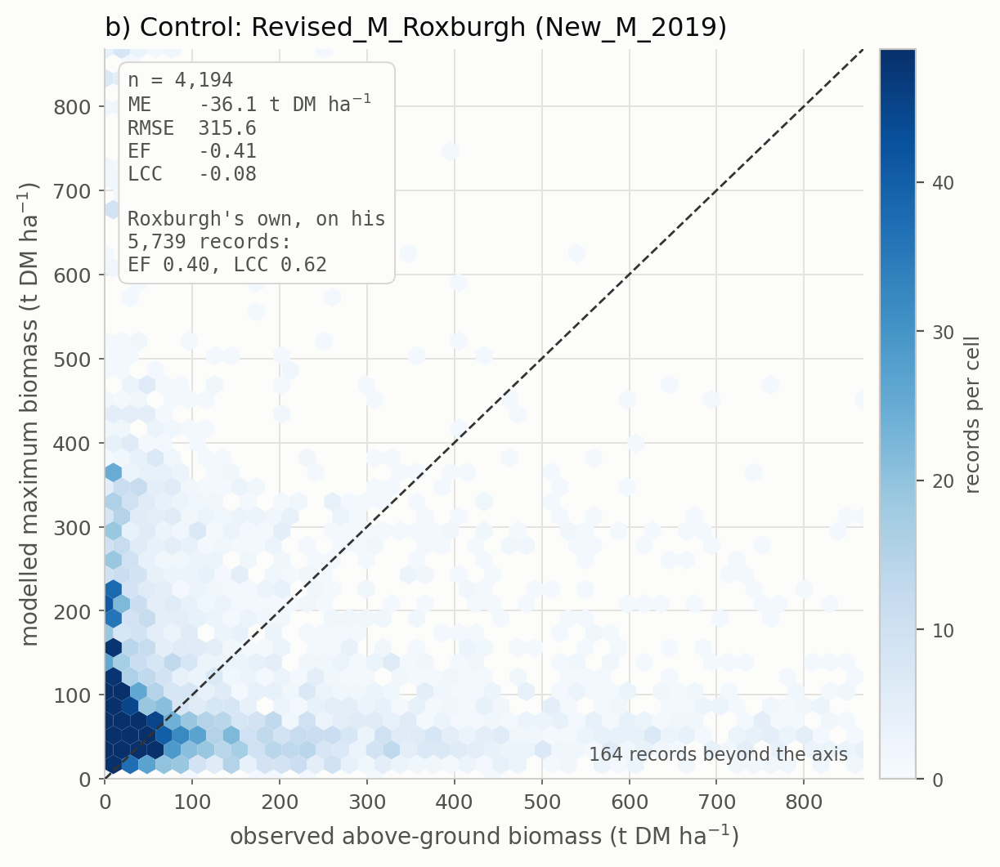 b) Control: Revised_M_Roxburgh (New_M_2019)
n = 4,194
ME -36.1 t DM ha⁻¹
RMSE 315.6
EF -0.41
LCC -0.08
Roxburgh's own, on his
5,739 records:
EF 0.40, LCC 0.62
modelled maximum biomass (t DM ha⁻¹)
800
700
600
500
400
300
200
100
0
164 records beyond the axis
0 100 200 300 400 500 600 700 800
observed above-ground biomass (t DM ha⁻¹)
40
30
20
10
0
records per cell